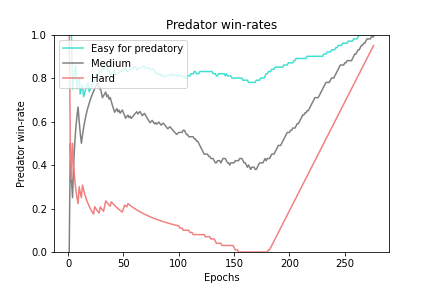 Predator win-rates
1.0
0.8
0.6
0.4
0.2
0.0
Predator win-rate
Easy for predatory
Medium
Hard
0 50 100 150 200 250
Epochs